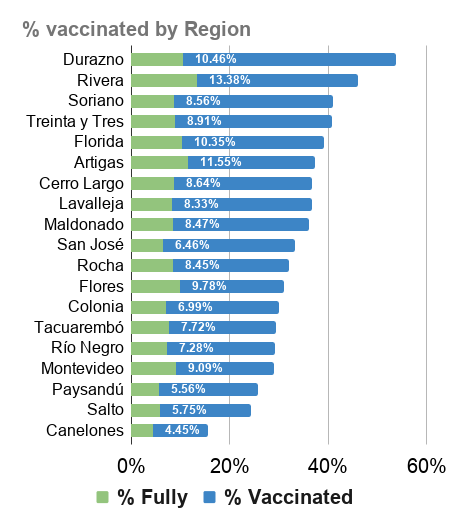 % vaccinated by Region
Durazno 10.46%
Rivera 13.38%
Soriano 8.56%
Treinta y Tres 8.91%
Florida 10.35%
Artigas 11.55%
Cerro Largo 8.64%
Lavalleja 8.33%
Maldonado 8.47%
San José 6.46%
Rocha 8.45%
Flores 9.78%
Colonia 6.99%
Tacuarembó 7.72%
Río Negro 7.28%
Montevideo 9.09%
Paysandú 5.56%
Salto 5.75%
Canelones 4.45%
0% 20% 40% 60%
% Fully % Vaccinated